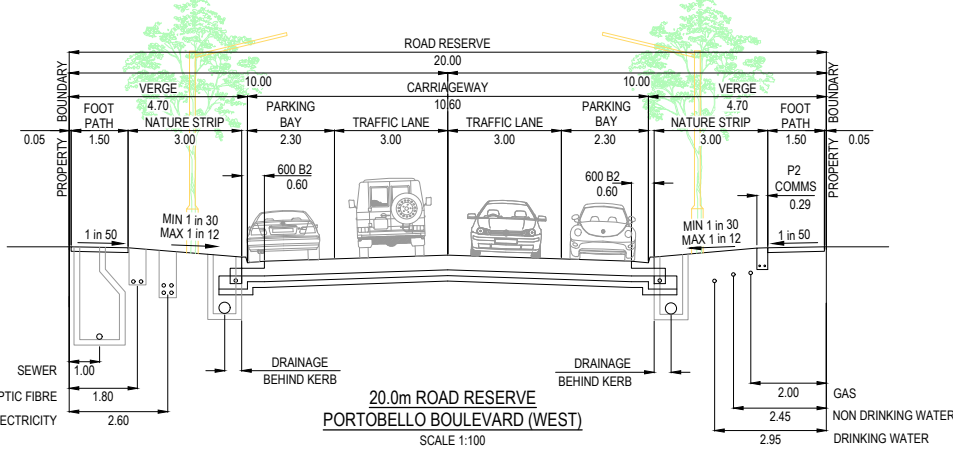 ROAD RESERVE
20.00
10.00
10.00
VERGE
CARRIAGEWAY
VERGE
4.70
10.60
4.70
PROPERTY BOUNDARY
FOOT
PATH
NATURE STRIP
PARKING
BAY
TRAFFIC LANE
TRAFFIC LANE
PARKING
BAY
NATURE STRIP
FOOT
PATH
PROPERTY BOUNDARY
0.05
1.50
3.00
2.30
3.00
3.00
2.30
3.00
1.50
0.05
600 B2
0.60
600 B2
0.60
P2
COMMS
0.29
1 in 50
MIN 1 in 30
MAX 1 in 12
MIN 1 in 30
MAX 1 in 12
1 in 50
SEWER
1.00
PTIC FIBRE
1.80
ECTRICITY
2.60
DRAINAGE
BEHIND KERB
DRAINAGE
BEHIND KERB
2.00
GAS
2.45
NON DRINKING WATER
2.95
DRINKING WATER
20.0m ROAD RESERVE
PORTOBELLO BOULEVARD (WEST)
SCALE 1:100